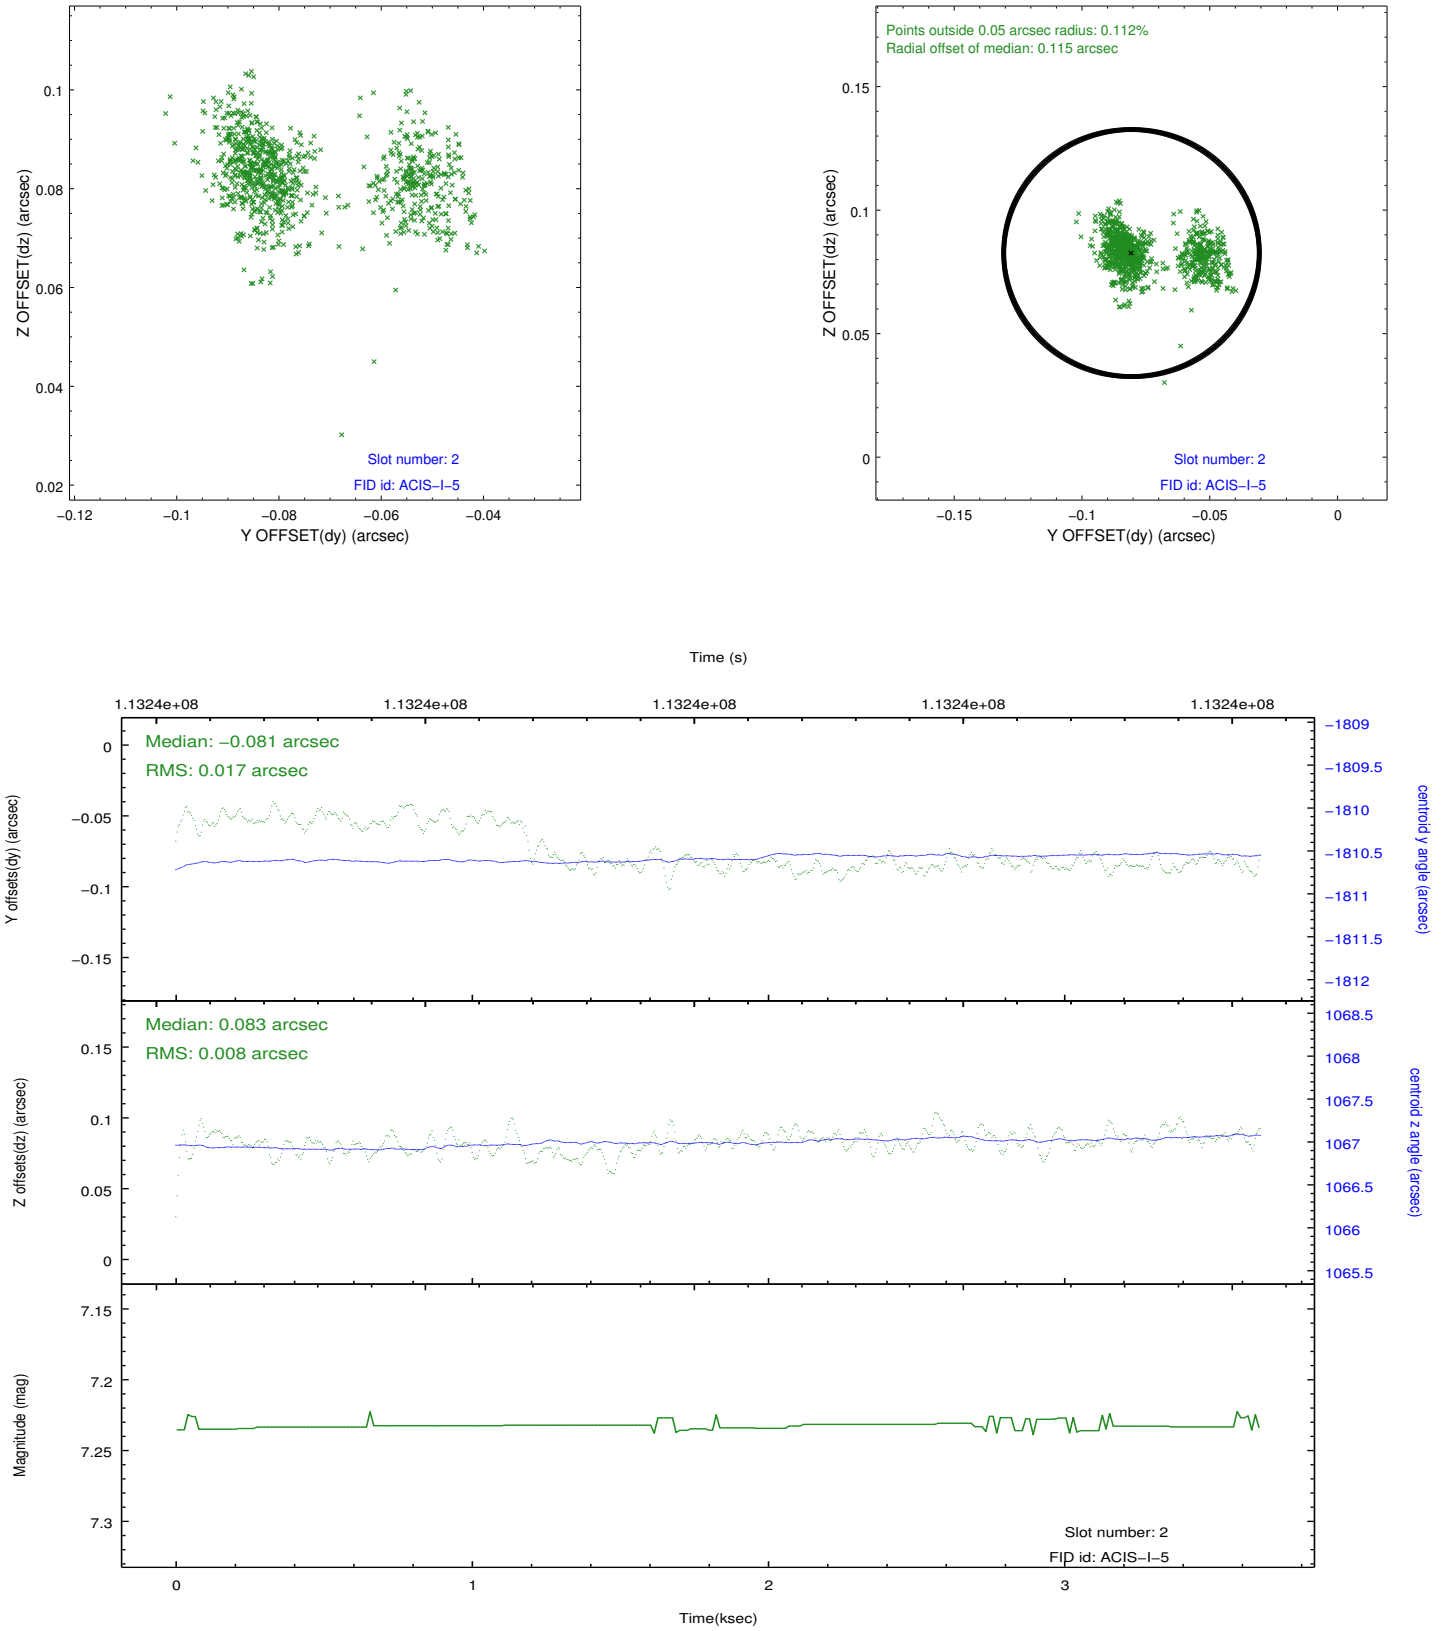 0.1
0.08
0.06
0.04
0.02
Z OFFSET(dz) (arcsec)
Slot number: 2
FID id: ACIS−I−5
−0.12
−0.1
−0.08
−0.06
−0.04
Y OFFSET(dy) (arcsec)
Points outside 0.05 arcsec radius: 0.112%
Radial offset of median: 0.115 arcsec
0.15
0.1
0.05
0
Z OFFSET(dz) (arcsec)
Slot number: 2
FID id: ACIS−I−5
−0.15
−0.1
−0.05
0
Y OFFSET(dy) (arcsec)
Time (s)
1.1324e+08
1.1324e+08
1.1324e+08
1.1324e+08
1.1324e+08
Median: −0.081 arcsec
RMS: 0.017 arcsec
0
−0.05
−0.1
−0.15
Y offsets(dy) (arcsec)
−1809
−1809.5
−1810
−1810.5
−1811
−1811.5
−1812
centroid y angle (arcsec)
Median: 0.083 arcsec
RMS: 0.008 arcsec
0.15
0.1
0.05
0
Z offsets(dz) (arcsec)
1068.5
1068
1067.5
1067
1066.5
1066
1065.5
centroid z angle (arcsec)
7.15
7.2
7.25
7.3
Magnitude (mag)
Slot number: 2
FID id: ACIS−I−5
0
1
2
3
Time(ksec)